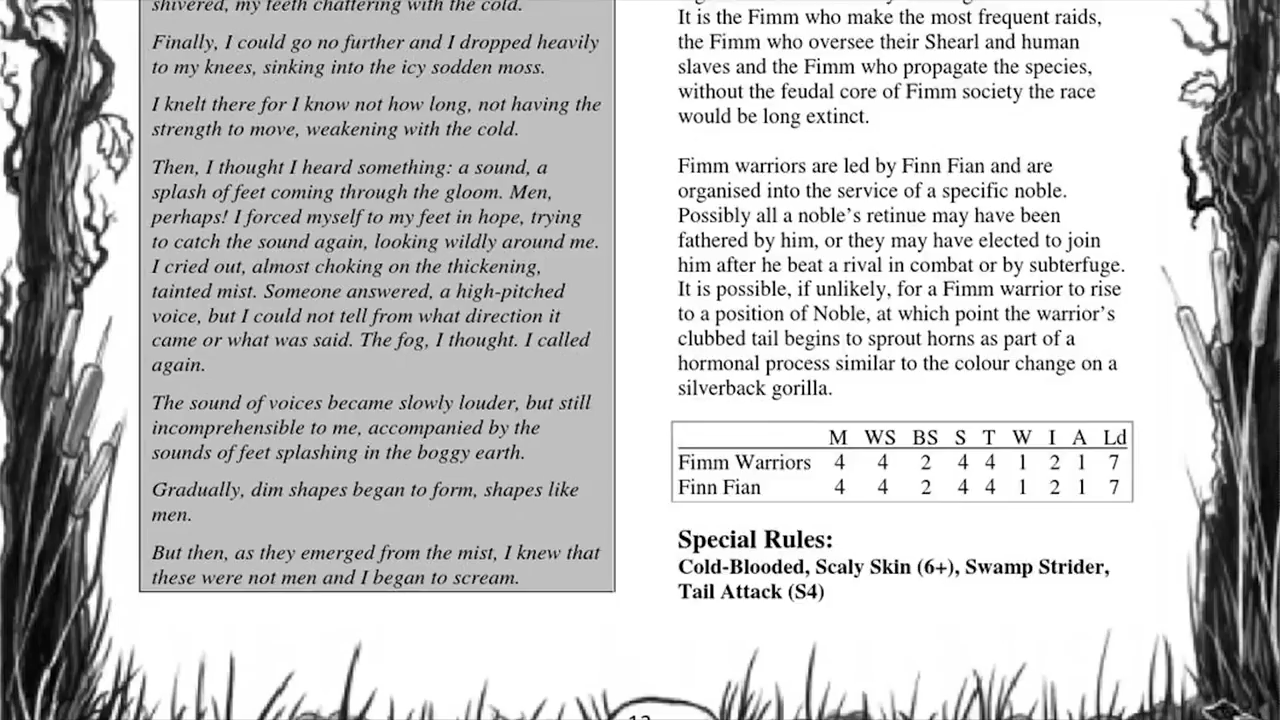 shivered, my teeth chattering with the cold.
Finally, I could go no further and I dropped heavily
to my knees, sinking into the icy sodden moss.
I knelt there for I know not how long, not having the
strength to move, weakening with the cold.
Then, I thought I heard something: a sound, a
splash of feet coming through the gloom. Men,
perhaps! I forced myself to my feet in hope, trying
to catch the sound again, looking wildly around me.
I cried out, almost choking on the thickening,
tainted mist. Someone answered, a high-pitched
voice, but I could not tell from what direction it
came or what was said. The fog, I thought. I called
again.
The sound of voices became slowly louder, but still
incomprehensible to me, accompanied by the
sounds of feet splashing in the boggy earth.
Gradually, dim shapes began to form, shapes like
men.
But then, as they emerged from the mist, I knew that
these were not men and I began to scream.
It is the Fimm who make the most frequent raids,
the Fimm who oversee their Shearl and human
slaves and the Fimm who propagate the species,
without the feudal core of Fimm society the race
would be long extinct.
Fimm warriors are led by Finn Fian and are
organised into the service of a specific noble.
Possibly all a noble's retinue may have been
fathered by him, or they may have elected to join
him after he beat a rival in combat or by subterfuge.
It is possible, if unlikely, for a Fimm warrior to rise
to a position of Noble, at which point the warrior's
clubbed tail begins to sprout horns as part of a
hormonal process similar to the colour change on a
silverback gorilla.
M WS BS S T W I A Ld
Fimm Warriors 4 4 2 4 4 1 2 1 7
Finn Fian 4 4 2 4 4 1 2 1 7
Special Rules:
Cold-Blooded, Scaly Skin (6+), Swamp Strider,
Tail Attack (S4)